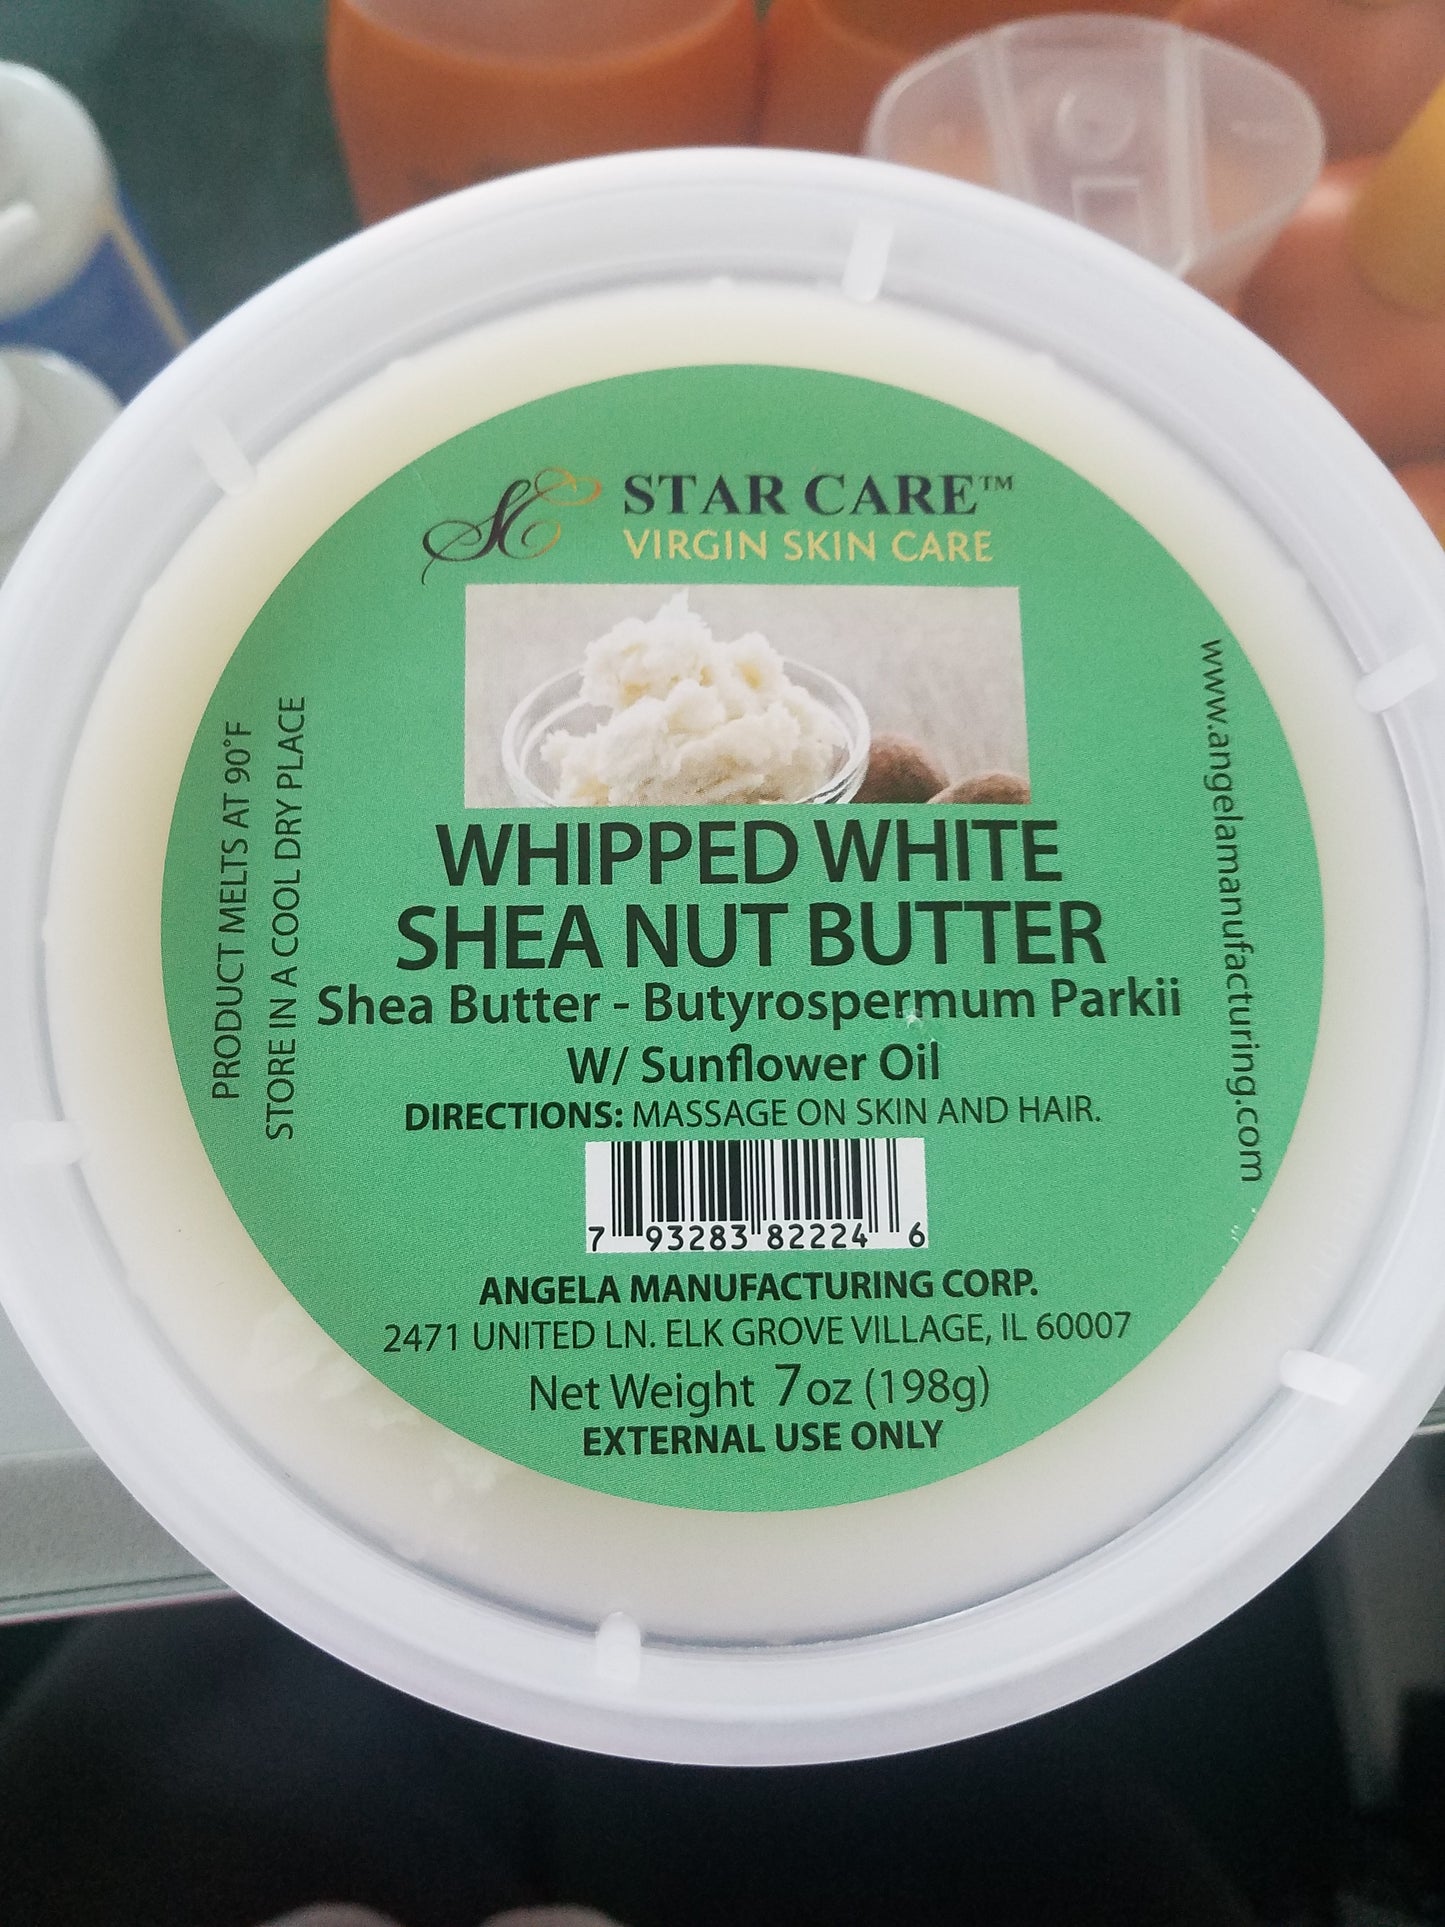 SC
STAR CARE™
VIRGIN SKIN CARE
PRODUCT MELTS AT 90°F
STORE IN A COOL DRY PLACE
www.angelamanufacturing.com
WHIPPED WHITE
SHEA NUT BUTTER
Shea Butter - Butyrospermum Parkii
W/ Sunflower Oil
DIRECTIONS: MASSAGE ON SKIN AND HAIR.
7 93283 82224 6
ANGELA MANUFACTURING CORP.
2471 UNITED LN. ELK GROVE VILLAGE, IL 60007
Net Weight 7oz (198g)
EXTERNAL USE ONLY